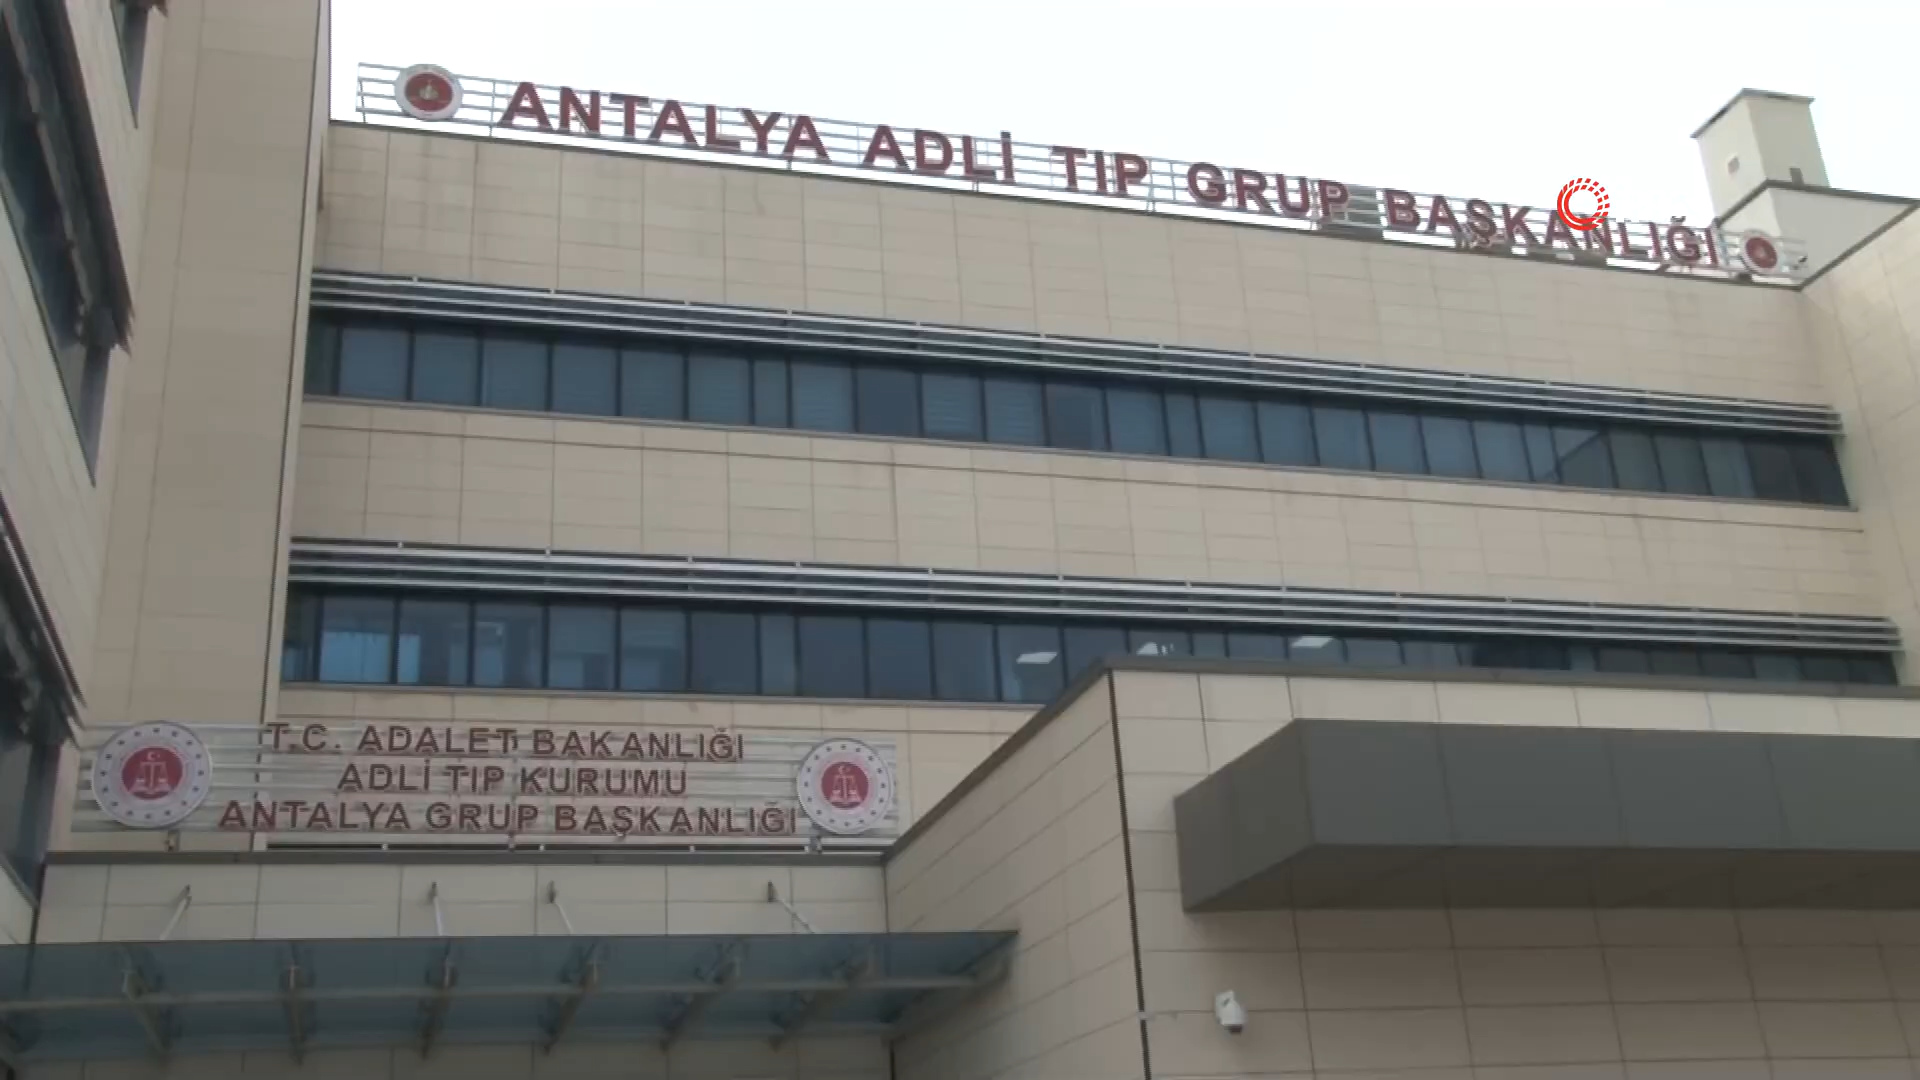 ANTALYA ADLİ TIP GRUP BAŞKANLIĞI
T.C. ADALET BAKANLIĞI
ADLİ TIP KURUMU
ANTALYA GRUP BAŞKANLIĞI